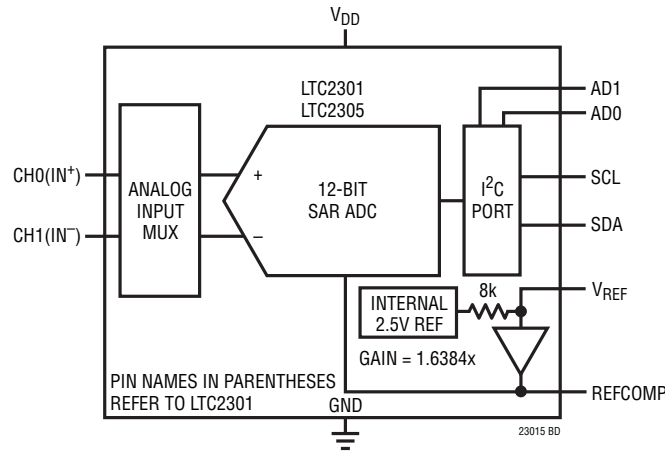 V_DD
LTC2301
LTC2305
AD1
AD0
CH0(IN⁺)
CH1(IN⁻)
ANALOG
INPUT
MUX
+
–
12-BIT
SAR ADC
I²C
PORT
SCL
SDA
INTERNAL
2.5V REF
8k
V_REF
GAIN = 1.6384x
REFCOMP
PIN NAMES IN PARENTHESES
REFER TO LTC2301
GND
23015 BD